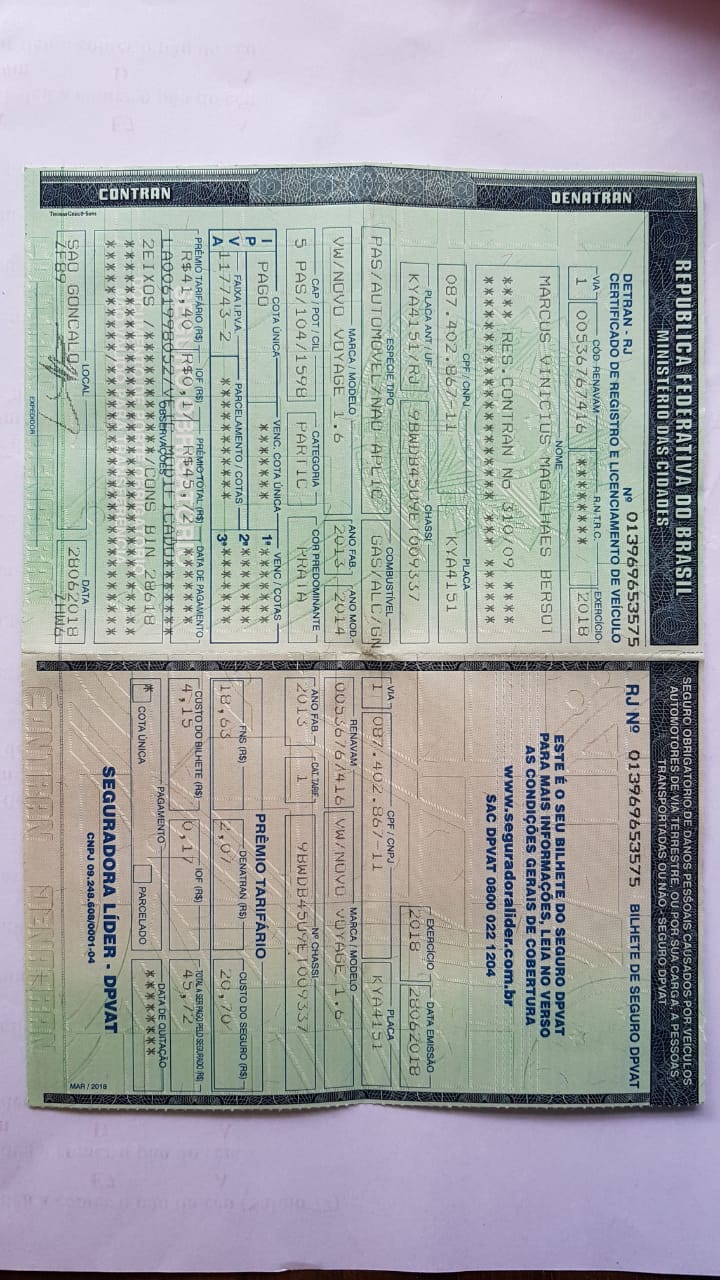 REPÚBLICA FEDERATIVA DO BRASIL
MINISTÉRIO DAS CIDADES
DENATRAN
CONTRAN
DETRAN - RJ Nº 013969653575
CERTIFICADO DE REGISTRO E LICENCIAMENTO DE VEÍCULO
VIA CÓD. RENAVAM R.N.T.R.C. EXERCÍCIO
1 00536767416 ******** 2018
NOME
MARCUS VINICIUS MAGALHAES BERSOT
**** RES.CONTRAN No 310/09 ****
*******************************
CPF / CNPJ PLACA
087.402.867-11 KYA4151
PLACA ANT / UF CHASSI
KYA4151/RJ 9BWDB45U9ET009337
ESPÉCIE TIPO COMBUSTÍVEL
PAS/AUTOMOVEL/NAO APLIC GAS/ALC/GN
MARCA / MODELO ANO FAB. ANO MOD.
VW/NOVO VOYAGE 1.6 2013 2014
CAP / POT / CIL CATEGORIA COR PREDOMINANTE
5 PAS/104/1598 PARTIC PRATA
IPVA
COTA ÚNICA VENC. COTA ÚNICA VENC / COTAS
PAGO ******* 1ª *******
FAIXA I.P.V.A. PARCELAMENTO / COTAS 2ª *******
117743-2 *********** 3ª *******
PRÊMIO TARIFÁRIO (R$) IOF (R$) PRÊMIO TOTAL (R$) DATA DE PAGAMENTO
R$41,40 R$0,17 R$45,72 *******
SEGURO OBRIGATÓRIO
LA00619980527/VEIC MODIFICADO
OBSERVAÇÕES
2EIXOS /CONS BIN 28618
DOCUMENTO DE PORTE OBRIGATÓRIO
LOCAL DATA
SAO GONCALO 28062018
ZF89 ZHW6
EXPEDIDOR
CONTRAN DENATRAN
SEGURO OBRIGATÓRIO DE DANOS PESSOAIS CAUSADOS POR VEÍCULOS
AUTOMOTORES DE VIA TERRESTRE, OU POR SUA CARGA, A PESSOAS
TRANSPORTADAS OU NÃO - SEGURO DPVAT
RJ Nº 013969653575 BILHETE DE SEGURO DPVAT
ESTE É O SEU BILHETE DO SEGURO DPVAT
PARA MAIS INFORMAÇÕES, LEIA NO VERSO
AS CONDIÇÕES GERAIS DE COBERTURA
www.seguradoralider.com.br
SAC DPVAT 0800 022 1204
EXERCÍCIO DATA EMISSÃO
2018 28062018
VIA CPF / CNPJ PLACA
1 087.402.867-11 KYA4151
RENAVAM MARCA / MODELO
00536767416 VW/NOVO VOYAGE 1.6
ANO FAB. CAT. TARIF. Nº CHASSI
2013 1 9BWDB45U9ET009337
PRÊMIO TARIFÁRIO
FNS (R$) DENATRAN (R$) CUSTO DO SEGURO (R$)
18,63 2,07 20,70
CUSTO DO BILHETE (R$) IOF (R$) TOTAL A SER PAGO PELO SEGURADO (R$)
4,15 0,17 45,72
PAGAMENTO DATA DE QUITAÇÃO
* COTA ÚNICA PARCELADO ********
SEGURADORA LÍDER - DPVAT
CNPJ 09.248.608/0001-04
MAR / 2018
CONTRAN DENATRAN